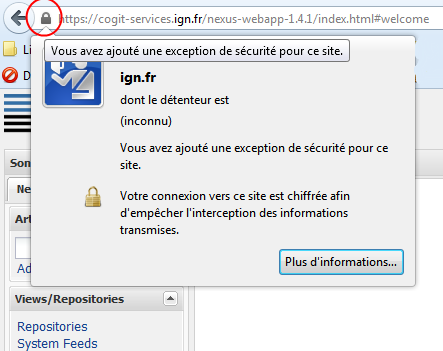 https://cogit-services.ign.fr/nexus-webapp-1.4.1/index.html#welcome
Vous avez ajouté une exception de sécurité pour ce site.
ign.fr
dont le détenteur est
(inconnu)
Vous avez ajouté une exception de sécurité pour ce
site.
Votre connexion vers ce site est chiffrée afin
d'empêcher l'interception des informations
transmises.
Plus d'informations...
Li
D
Son
Ne
Art
Ad
Views/Repositories
Repositories
System Feeds